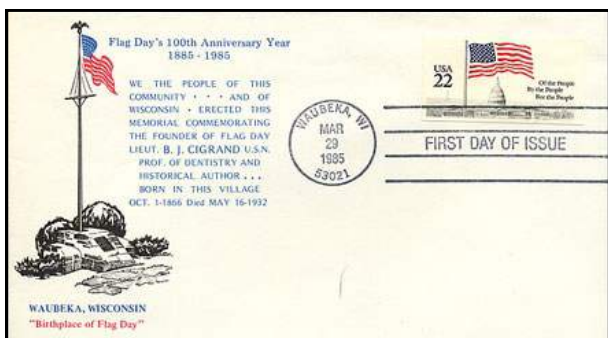 Flag Day's 100th Anniversary Year
1885 - 1985
WE THE PEOPLE OF THIS
COMMUNITY · · · AND OF
WISCONSIN · ERECTED THIS
MEMORIAL COMMEMORATING
THE FOUNDER OF FLAG DAY
LIEUT. B. J. CIGRAND U.S.N.
PROF. OF DENTISTRY AND
HISTORICAL AUTHOR . . .
BORN IN THIS VILLAGE
OCT. 1-1866 Died MAY 16-1932
WAUBEKA, WISCONSIN
"Birthplace of Flag Day"
WAUBEKA, WI
MAR
29
1985
53021
USA
22
Of the People
By the People
For the People
FIRST DAY OF ISSUE